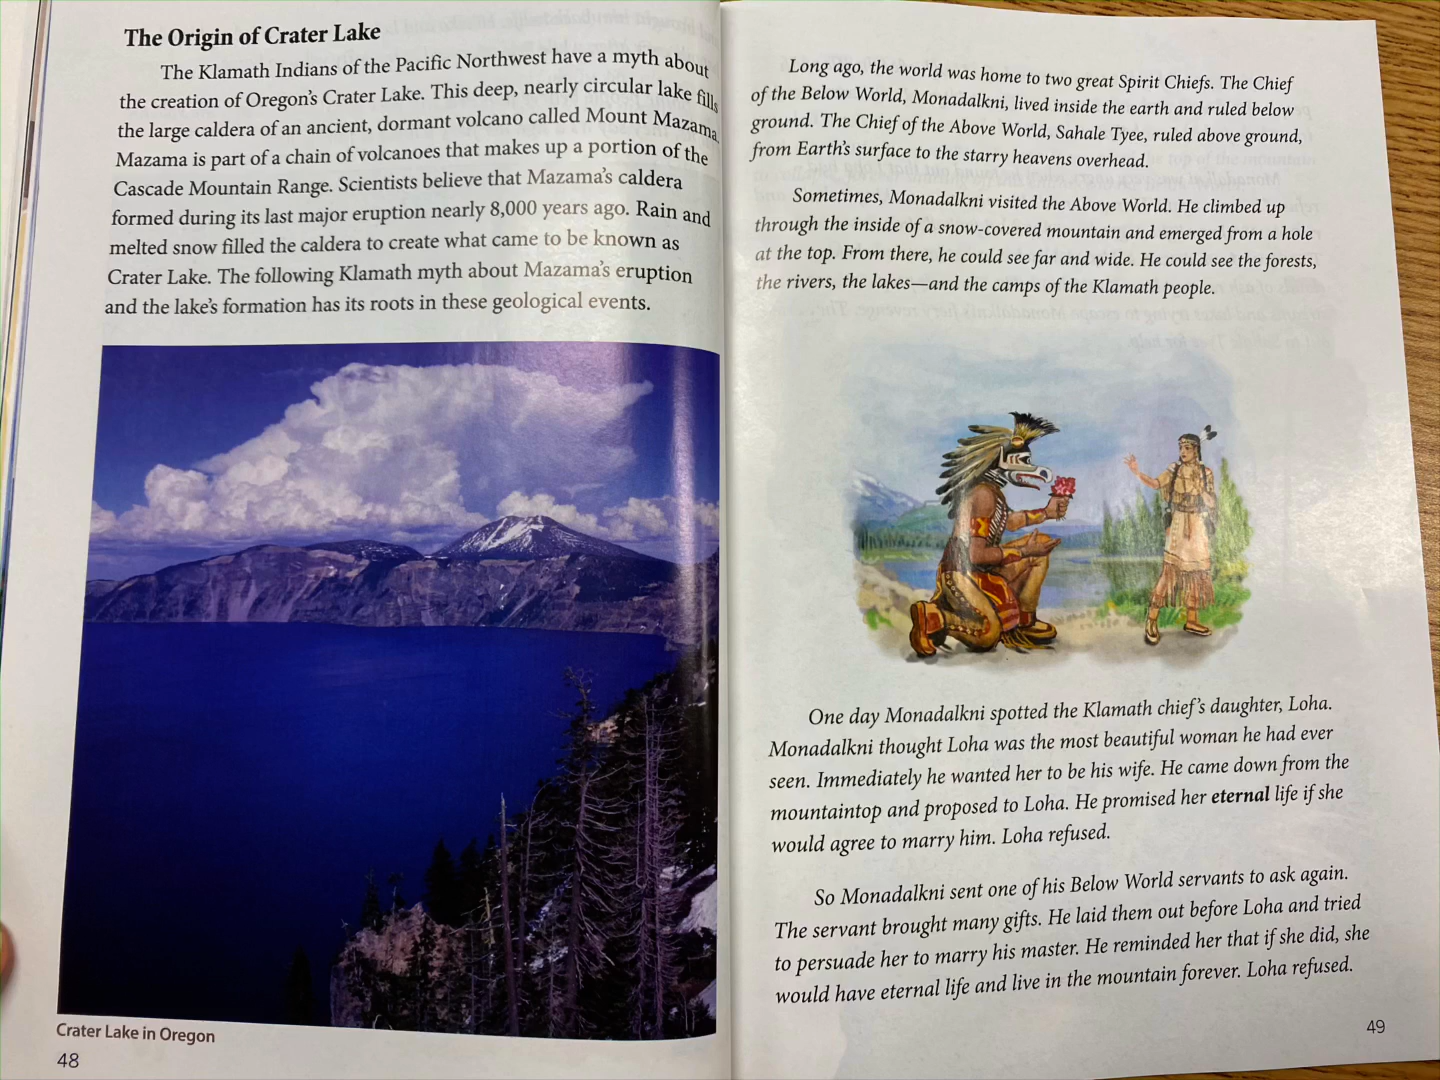 The Origin of Crater Lake
The Klamath Indians of the Pacific Northwest have a myth about
the creation of Oregon's Crater Lake. This deep, nearly circular lake fills
the large caldera of an ancient, dormant volcano called Mount Mazama.
Mazama is part of a chain of volcanoes that makes up a portion of the
Cascade Mountain Range. Scientists believe that Mazama's caldera
formed during its last major eruption nearly 8,000 years ago. Rain and
melted snow filled the caldera to create what came to be known as
Crater Lake. The following Klamath myth about Mazama's eruption
and the lake's formation has its roots in these geological events.
Crater Lake in Oregon
48
Long ago, the world was home to two great Spirit Chiefs. The Chief
of the Below World, Monadalkni, lived inside the earth and ruled below
ground. The Chief of the Above World, Sahale Tyee, ruled above ground,
from Earth's surface to the starry heavens overhead.
Sometimes, Monadalkni visited the Above World. He climbed up
through the inside of a snow-covered mountain and emerged from a hole
at the top. From there, he could see far and wide. He could see the forests,
the rivers, the lakes—and the camps of the Klamath people.
One day Monadalkni spotted the Klamath chief's daughter, Loha.
Monadalkni thought Loha was the most beautiful woman he had ever
seen. Immediately he wanted her to be his wife. He came down from the
mountaintop and proposed to Loha. He promised her eternal life if she
would agree to marry him. Loha refused.
So Monadalkni sent one of his Below World servants to ask again.
The servant brought many gifts. He laid them out before Loha and tried
to persuade her to marry his master. He reminded her that if she did, she
would have eternal life and live in the mountain forever. Loha refused.
49